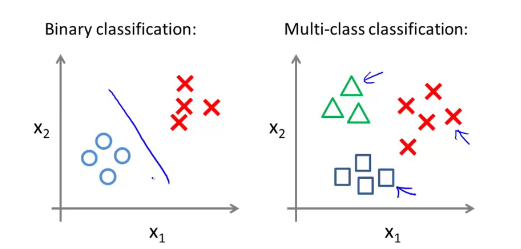 Binary classification:
x2
x1
Multi-class classification:
x2
x1